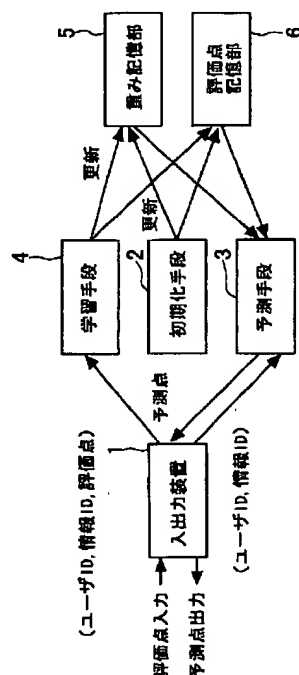 (ユーザID, 情報ID, 評価点)
評価点入力
予測点出力
1
入出力装置
予測点
(ユーザID, 情報ID)
4
学習手段
2
初期化手段
3
予測手段
更新
更新
5
重み記憶部
評価点
記憶部
6